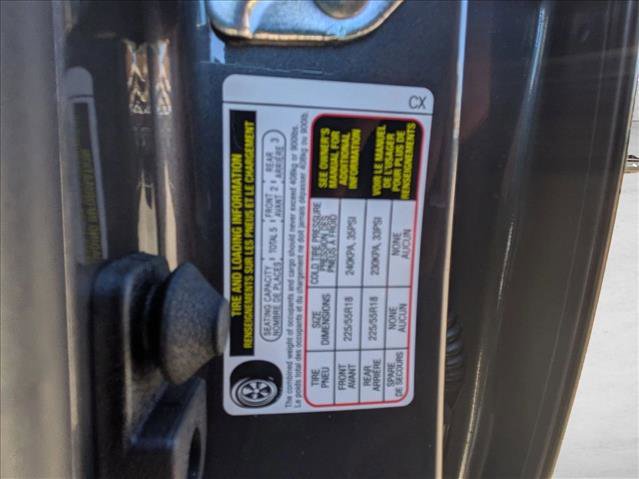 TIRE AND LOADING INFORMATION
RENSEIGNEMENTS SUR LES PNEUS ET LE CHARGEMENT
SEATING CAPACITY
NOMBRE DE PLACES
TOTAL 5
FRONT 2
AVANT
REAR 3
ARRIÈRE
The combined weight of occupants and cargo should never exceed 408kg or 900lbs.
Le poids total des occupants et du chargement ne doit jamais dépasser 408kg ou 900lb.
TIRE
PNEU
SIZE
DIMENSIONS
COLD TIRE PRESSURE
PRESSION DES
PNEUS À FROID
FRONT
AVANT
225/55R18
240KPA, 35PSI
REAR
ARRIÈRE
225/55R18
230KPA, 33PSI
SPARE
DE SECOURS
NONE
AUCUN
NONE
AUCUN
SEE OWNER'S
MANUAL FOR
ADDITIONAL
INFORMATION
VOIR LE MANUEL
DE L'USAGER
POUR PLUS DE
RENSEIGNEMENTS
CX